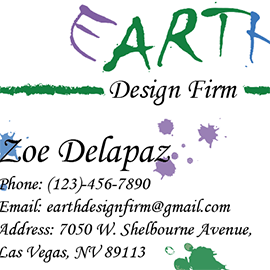 EARTH
Design Firm
Zoe Delapaz
Phone: (123)-456-7890
Email: earthdesignfirm@gmail.com
Address: 7050 W. Shelbourne Avenue,
Las Vegas, NV 89113